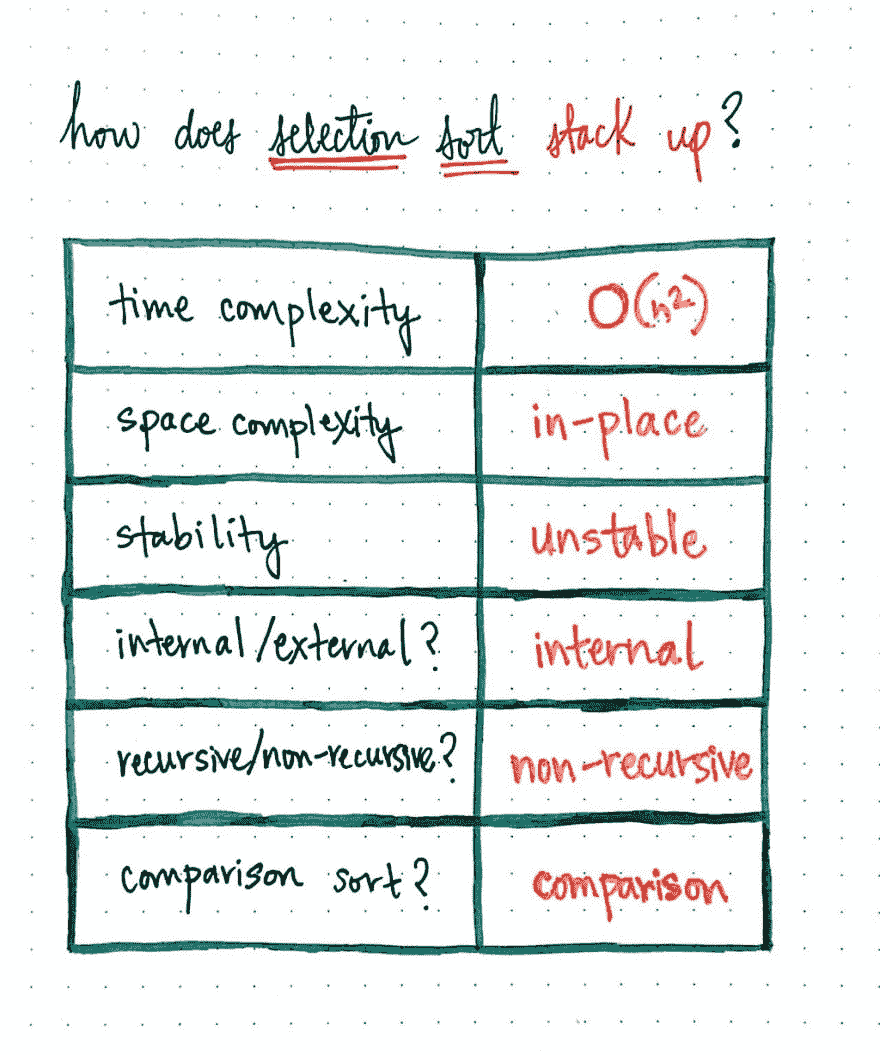 how does selection sort stack up?
time complexity O(n²)
space complexity in-place
stability unstable
internal/external? internal
recursive/non-recursive? non-recursive
comparison sort? comparison